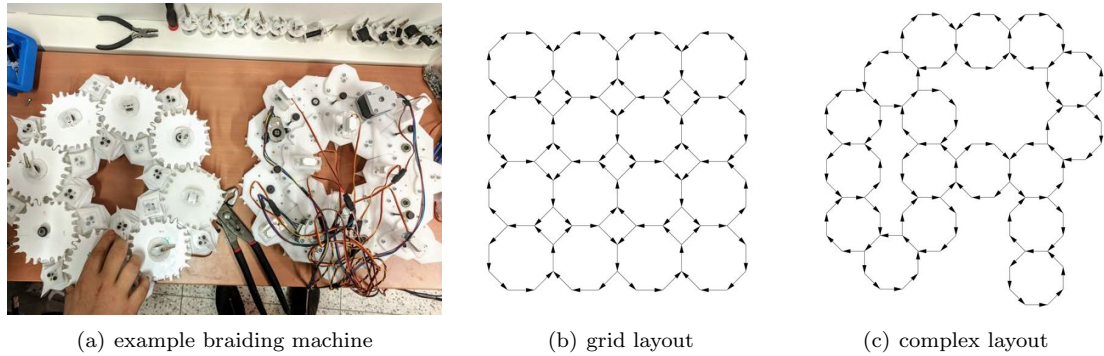 (a) example braiding machine
(b) grid layout
(c) complex layout